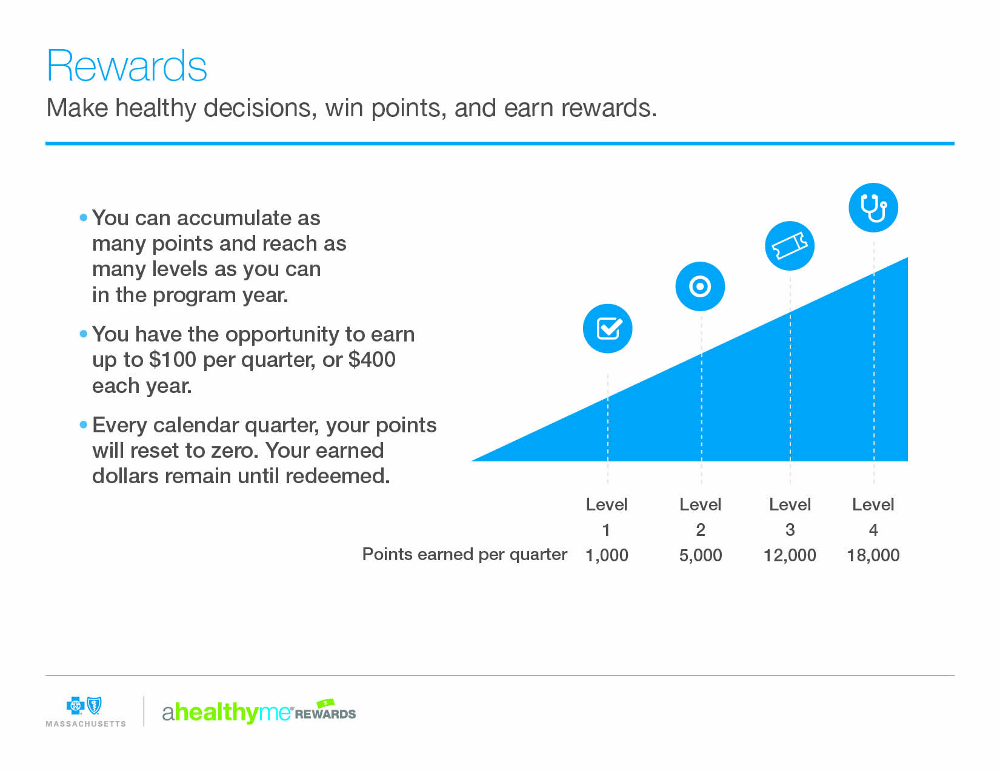 Rewards
Make healthy decisions, win points, and earn rewards.
• You can accumulate as
many points and reach as
many levels as you can
in the program year.
• You have the opportunity to earn
up to $100 per quarter, or $400
each year.
• Every calendar quarter, your points
will reset to zero. Your earned
dollars remain until redeemed.
Level Level Level Level
1 2 3 4
Points earned per quarter 1,000 5,000 12,000 18,000
MASSACHUSETTS
ahealthyme® REWARDS
$